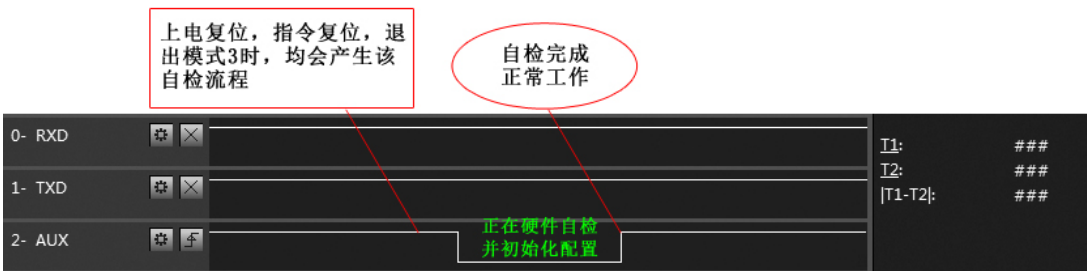 上电复位，指令复位，退
出模式3时，均会产生该
自检流程
自检完成
正常工作
0- RXD
1- TXD
2- AUX
正在硬件自检
并初始化配置
T1: ###
T2: ###
|T1-T2|: ###